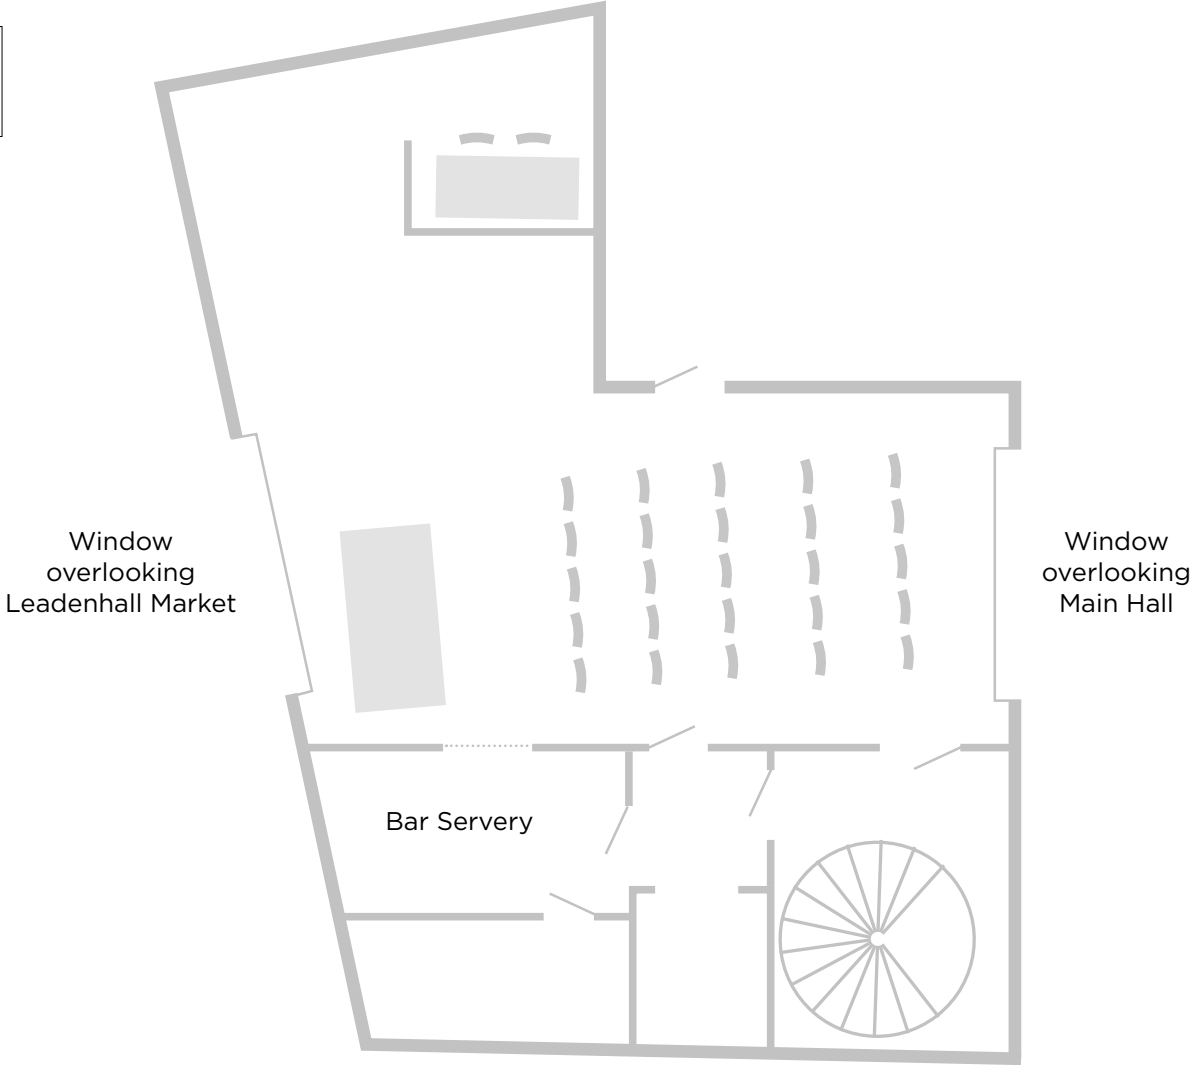 Window
overlooking
Leadenhall Market
Window
overlooking
Main Hall
Bar Servery